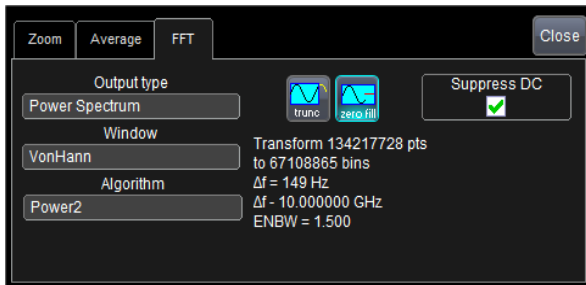 Zoom Average FFT Close
Output type
Power Spectrum
Window
VonHann
Algorithm
Power2
trunc zero fill
Suppress DC
Transform 134217728 pts
to 67108865 bins
Δf = 149 Hz
Δf - 10.000000 GHz
ENBW = 1.500